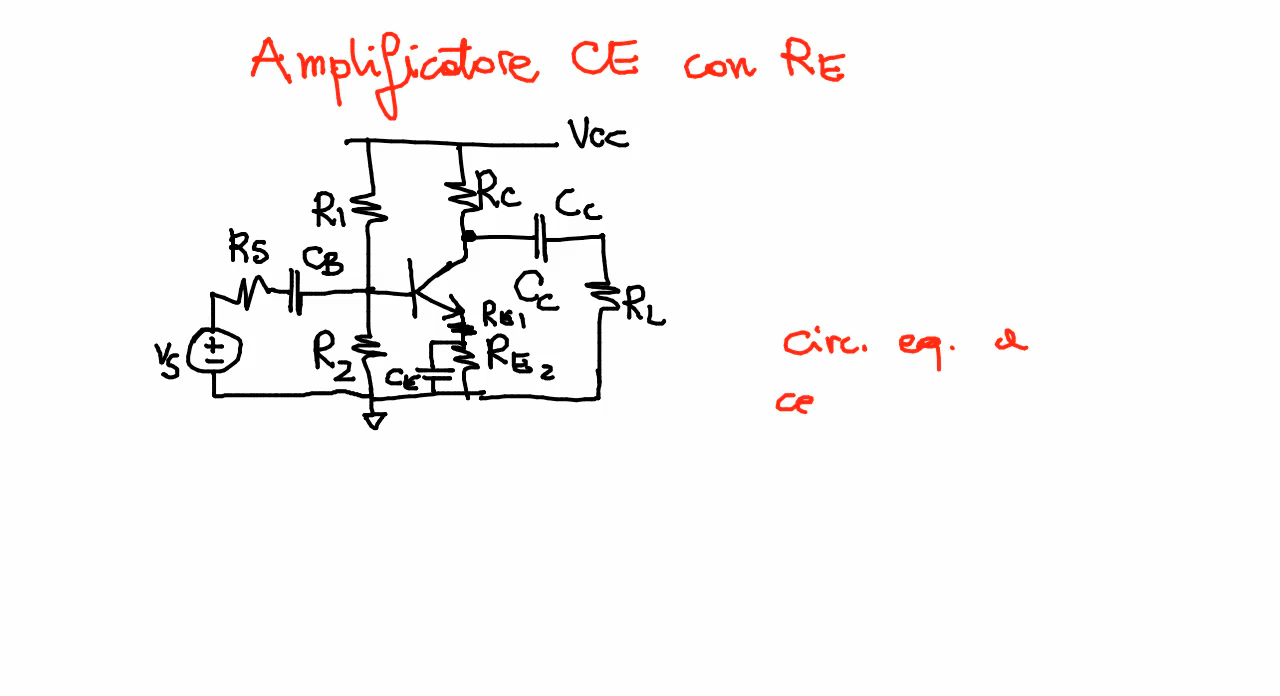 Amplificatore CE con RE
Vcc
R1
Rc
Cc
Rs
CB
Cc
RL
RE1
Vs
R2
CE
RE2
Circ. eq. d
ce